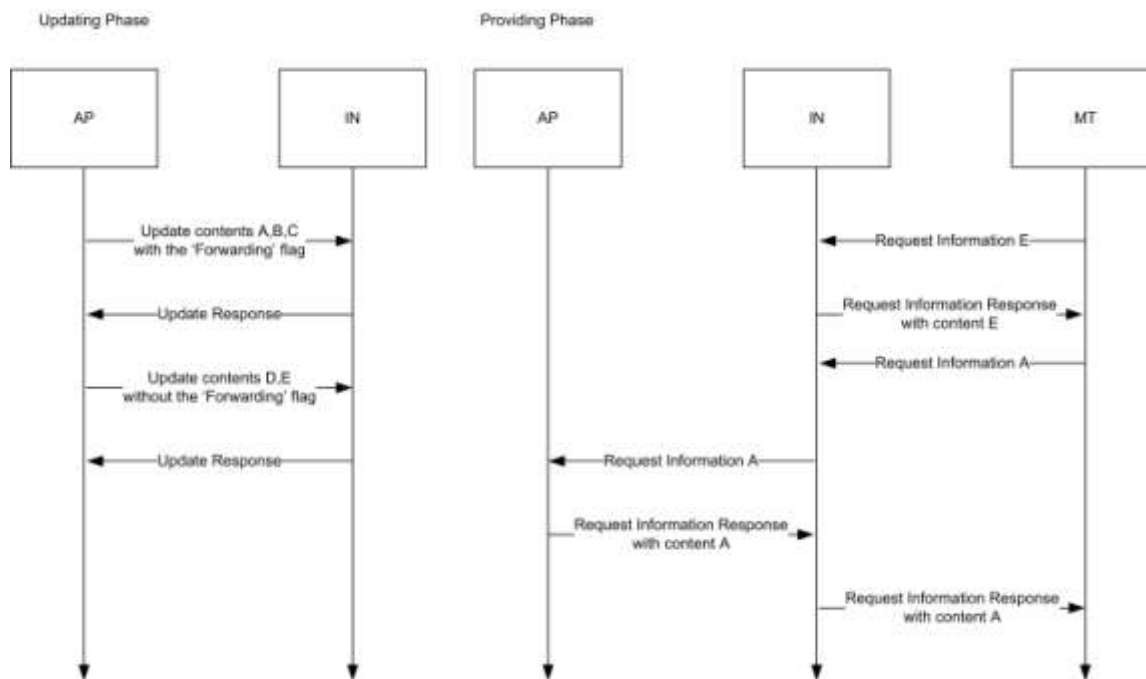 Updating Phase
Providing Phase
AP
IN
AP
IN
MT
Update contents A,B,C
with the 'Forwarding' flag
Update Response
Update contents D,E
without the 'Forwarding' flag
Update Response
Request Information E
Request Information Response
with content E
Request Information A
Request Information A
Request Information Response
with content A
Request Information Response
with content A